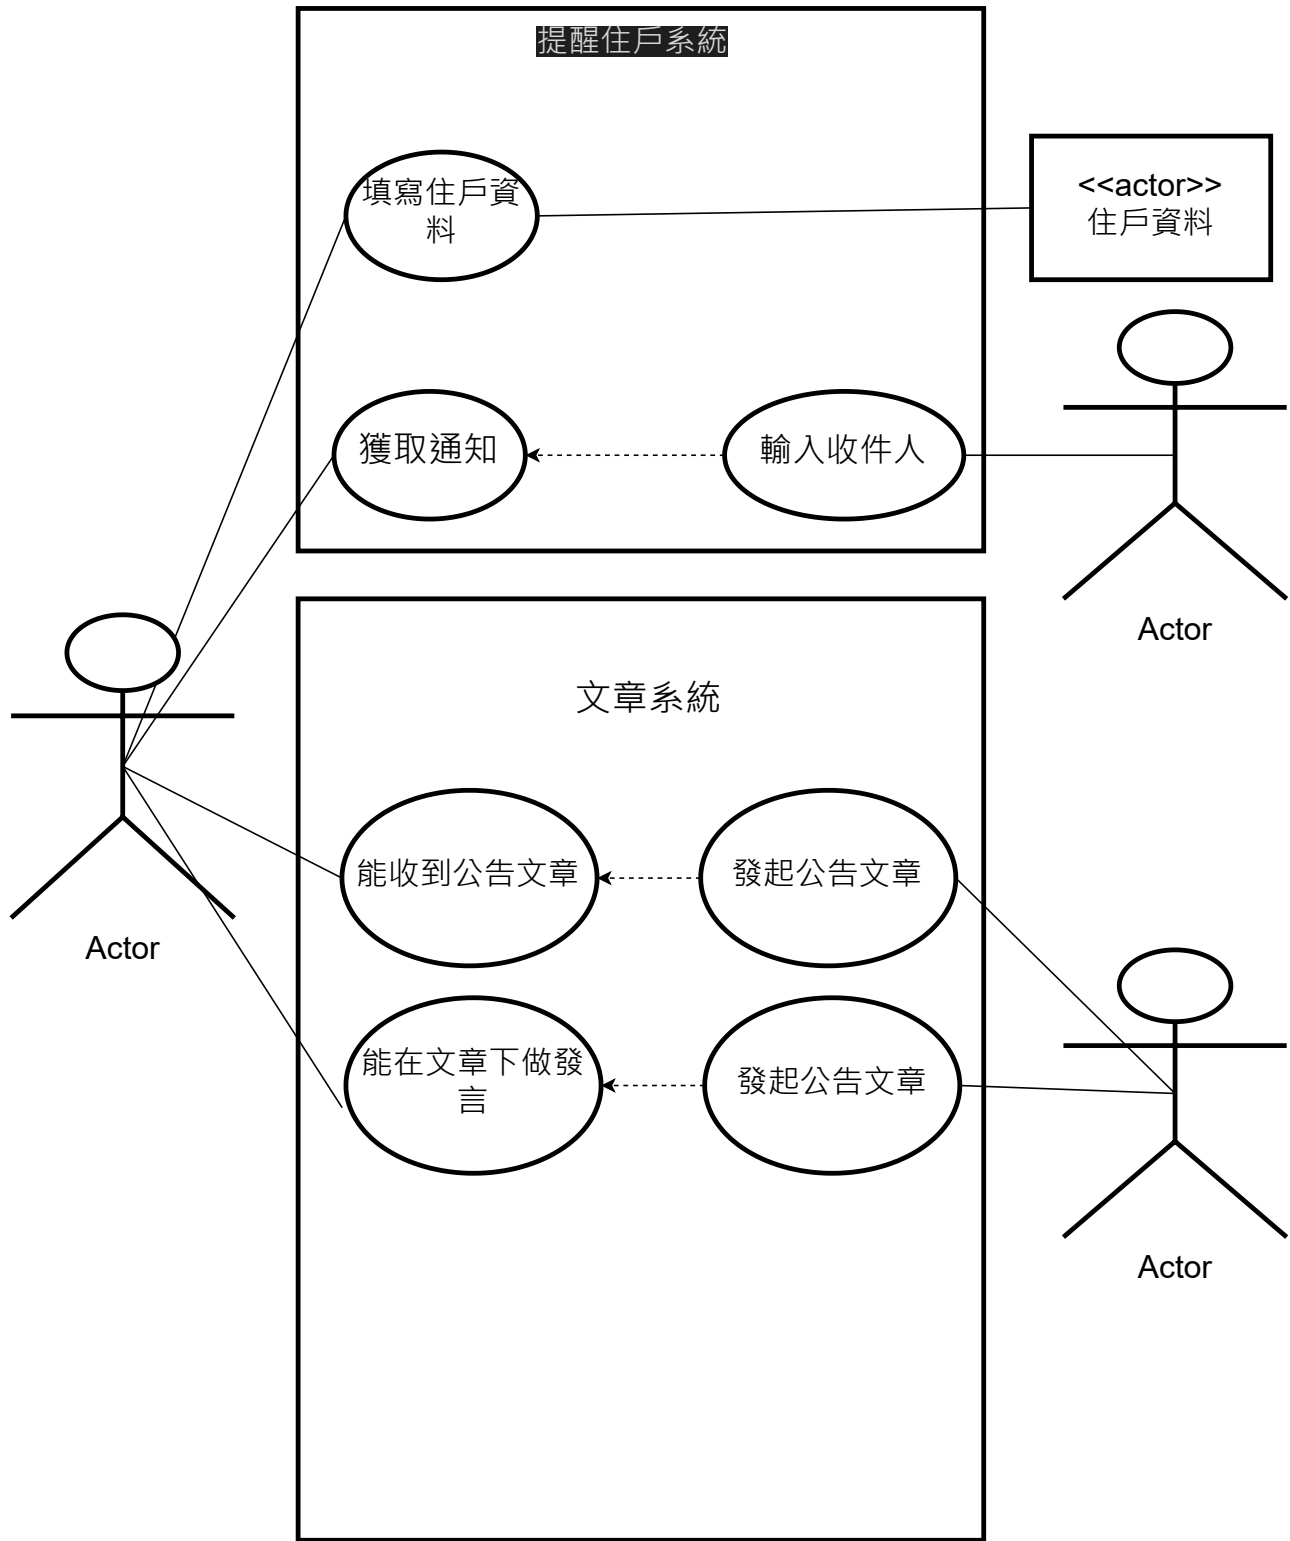 提醒住戶系統
填寫住戶資
料
<<actor>>
住戶資料
獲取通知
輸入收件人
Actor
文章系統
能收到公告文章
發起公告文章
Actor
能在文章下做發
言
發起公告文章
Actor